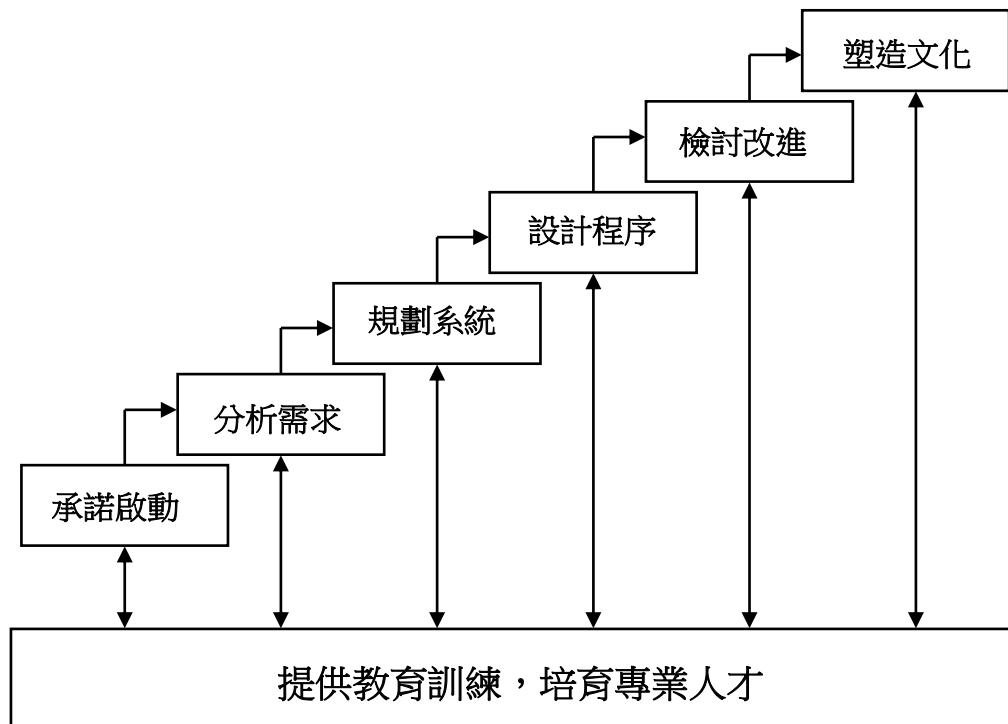 塑造文化
檢討改進
設計程序
規劃系統
分析需求
承諾啟動
提供教育訓練，培育專業人才